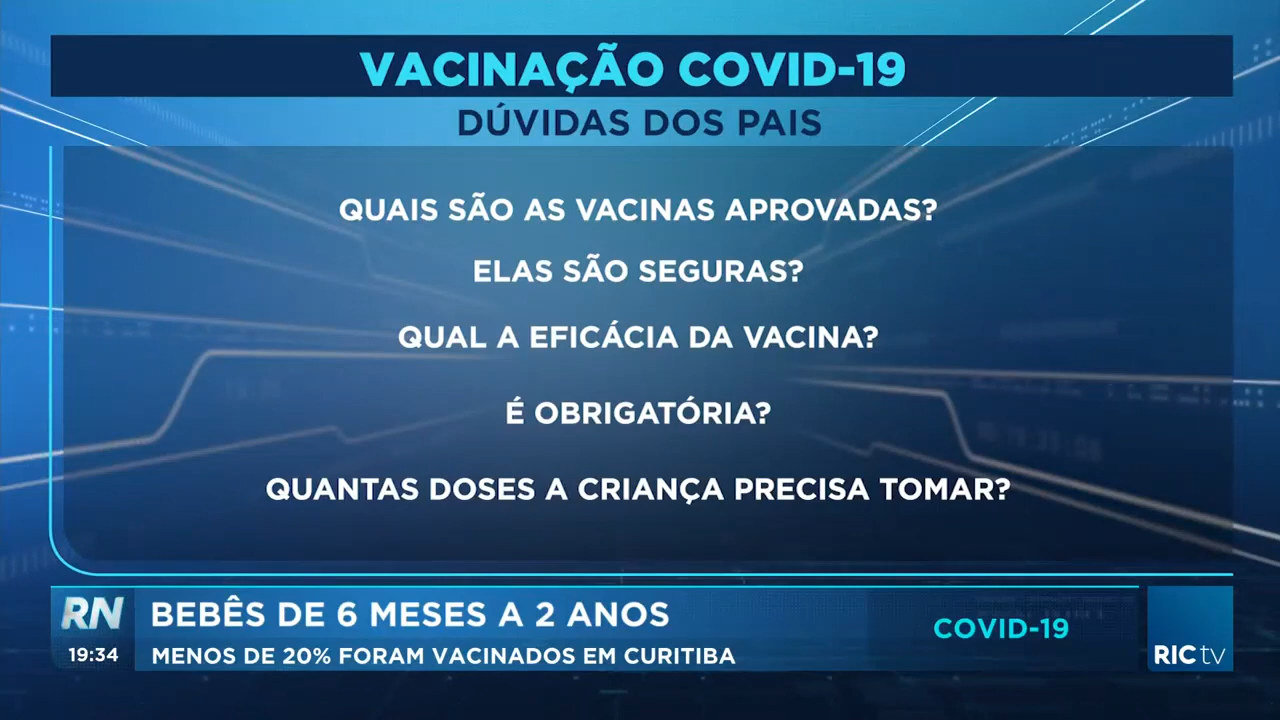 VACINAÇÃO COVID-19
DÚVIDAS DOS PAIS
QUAIS SÃO AS VACINAS APROVADAS?
ELAS SÃO SEGURAS?
QUAL A EFICÁCIA DA VACINA?
É OBRIGATÓRIA?
QUANTAS DOSES A CRIANÇA PRECISA TOMAR?
RN
BEBÊS DE 6 MESES A 2 ANOS
COVID-19
19:34
MENOS DE 20% FORAM VACINADOS EM CURITIBA
RICtv